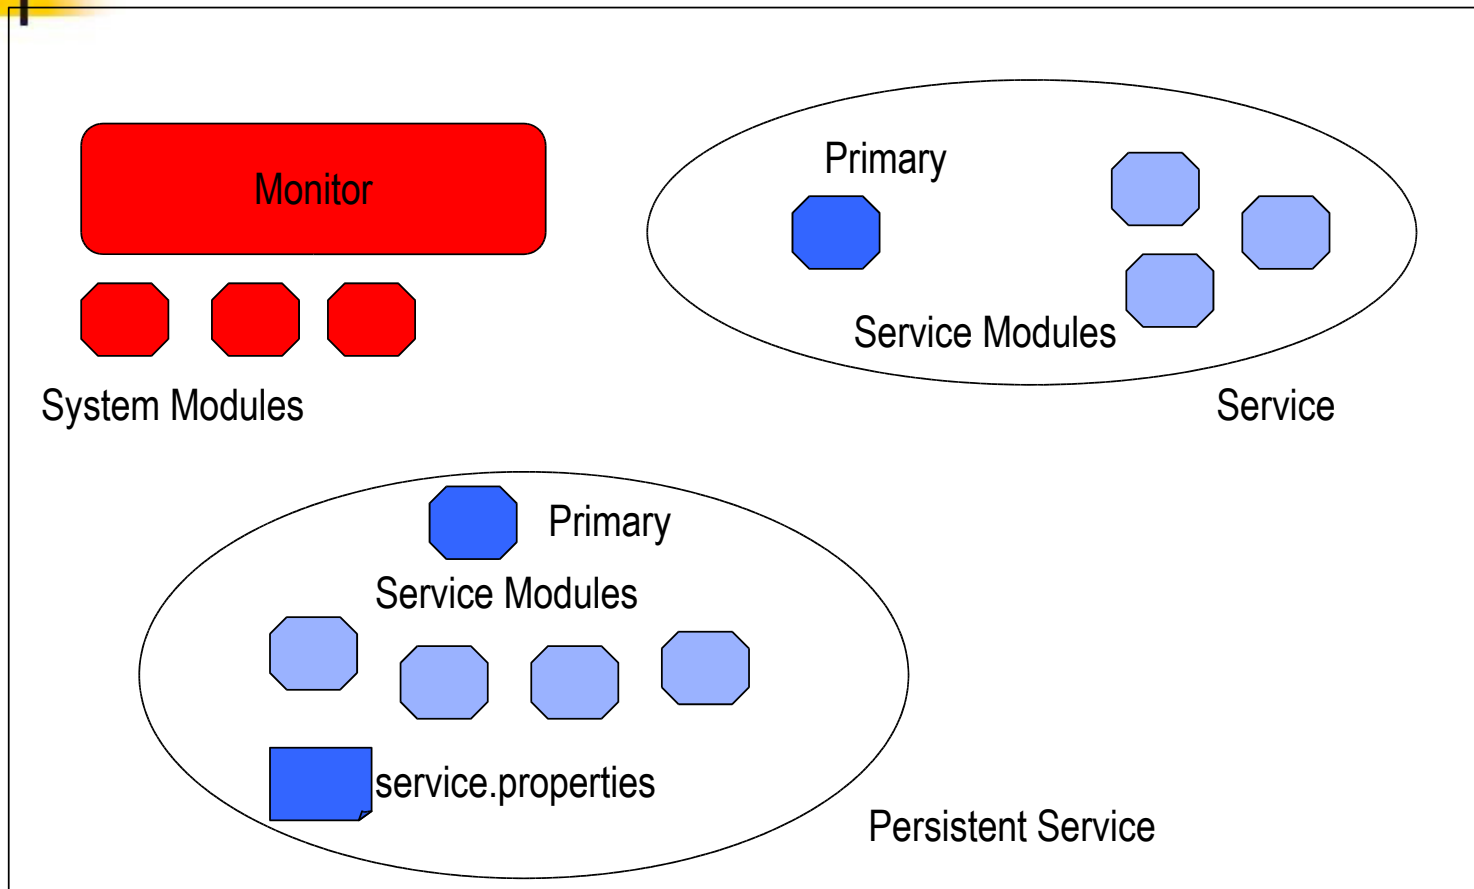 Monitor
System Modules
Primary
Service Modules
Service
Primary
Service Modules
service.properties
Persistent Service